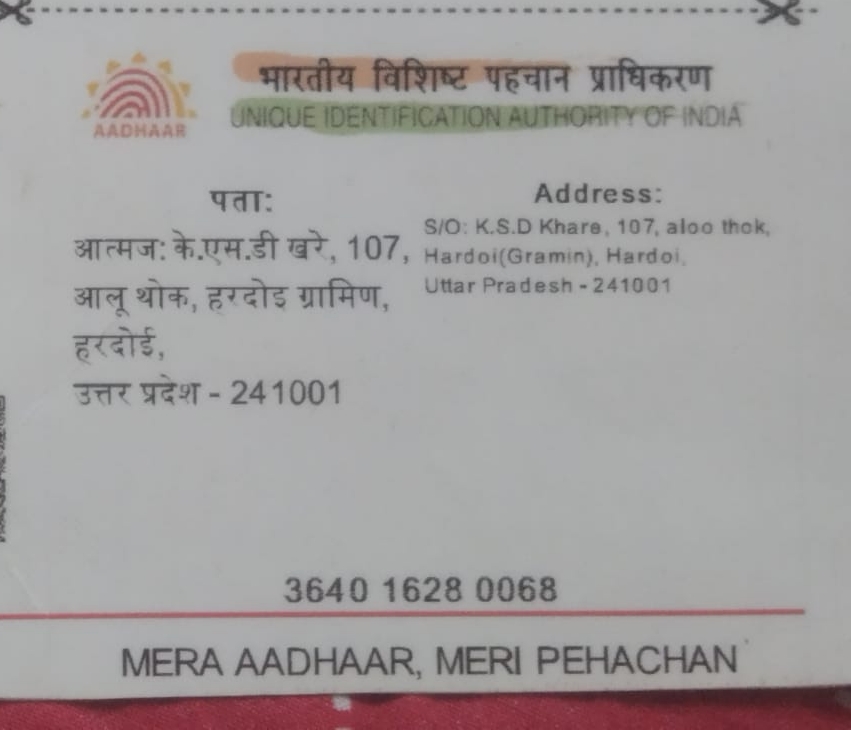 भारतीय विशिष्ट पहचान प्राधिकरण
AADHAAR
UNIQUE IDENTIFICATION AUTHORITY OF INDIA
पता:
आत्मज: के.एस.डी खरे, 107,
आलू थोक, हरदोइ ग्रामिण,
हरदोई,
उत्तर प्रदेश - 241001
Address:
S/O: K.S.D Khare, 107, aloo thok,
Hardoi(Gramin), Hardoi,
Uttar Pradesh - 241001
3640 1628 0068
MERA AADHAAR, MERI PEHACHAN